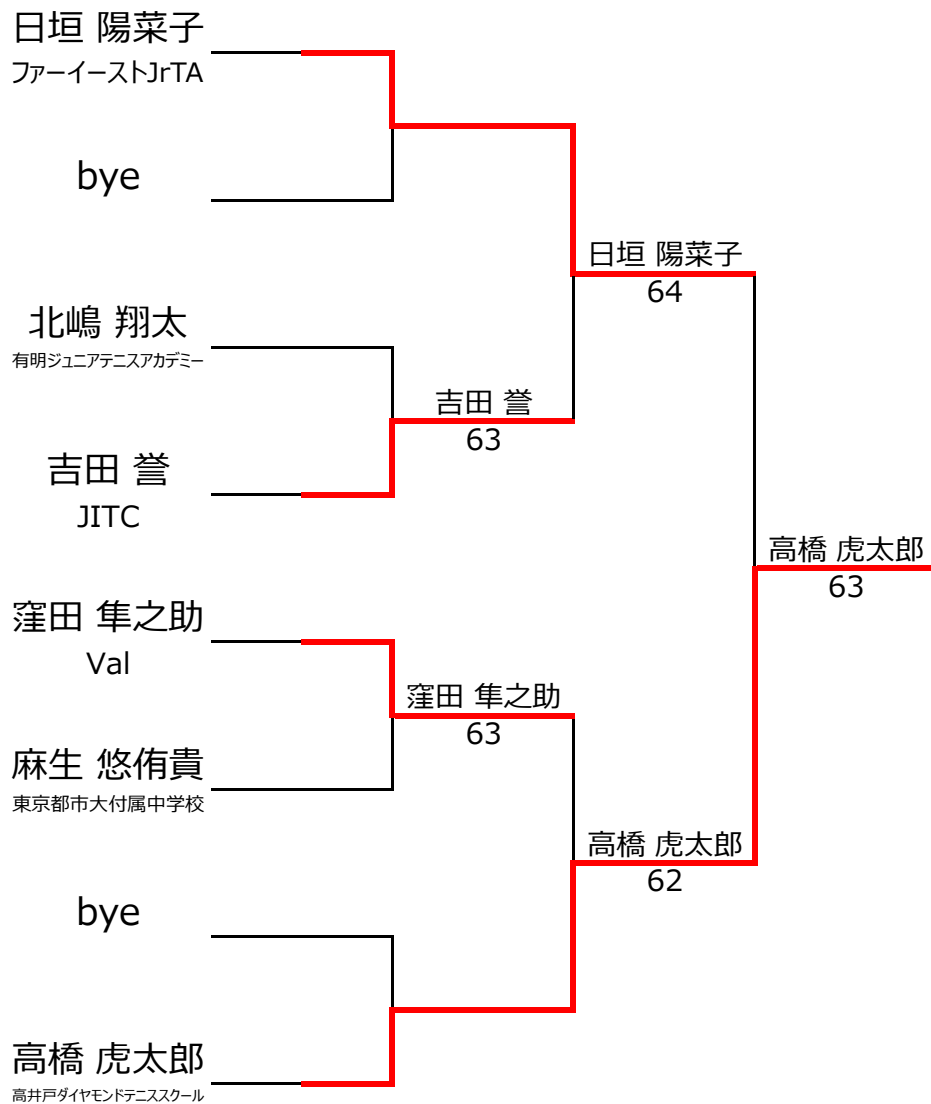 日垣 陽菜子
ファーイーストJrTA
bye
日垣 陽菜子
64
北嶋 翔太
有明ジュニアテニスアカデミー
吉田 誉
63
吉田 誉
JITC
高橋 虎太郎
63
窪田 隼之助
Val
窪田 隼之助
63
麻生 悠侑貴
東京都市大付属中学校
高橋 虎太郎
62
bye
高橋 虎太郎
高井戸ダイヤモンドテニススクール